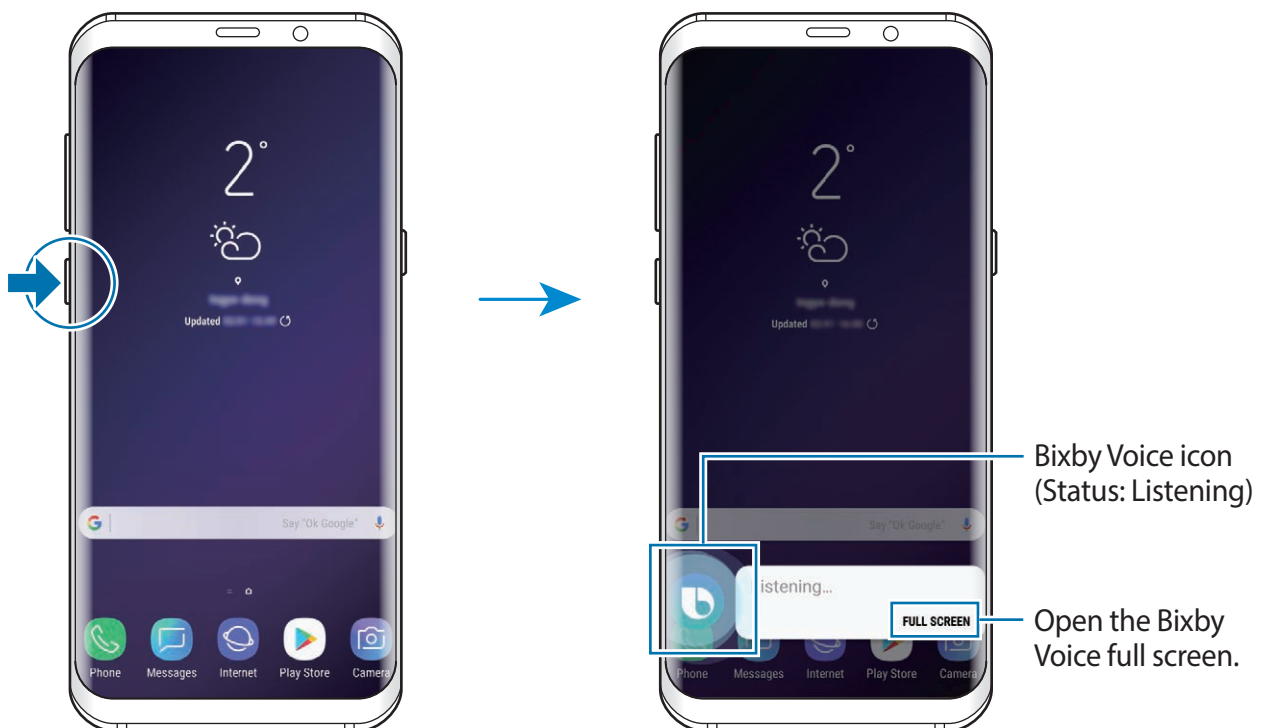 2°
Updated
G
Say "Ok Google"
Phone
Messages
Internet
Play Store
Camera
2°
Updated
G
Say "Ok Google"
Listening...
FULL SCREEN
Phone
Messages
Internet
Play Store
Camera
Bixby Voice icon
(Status: Listening)
Open the Bixby
Voice full screen.